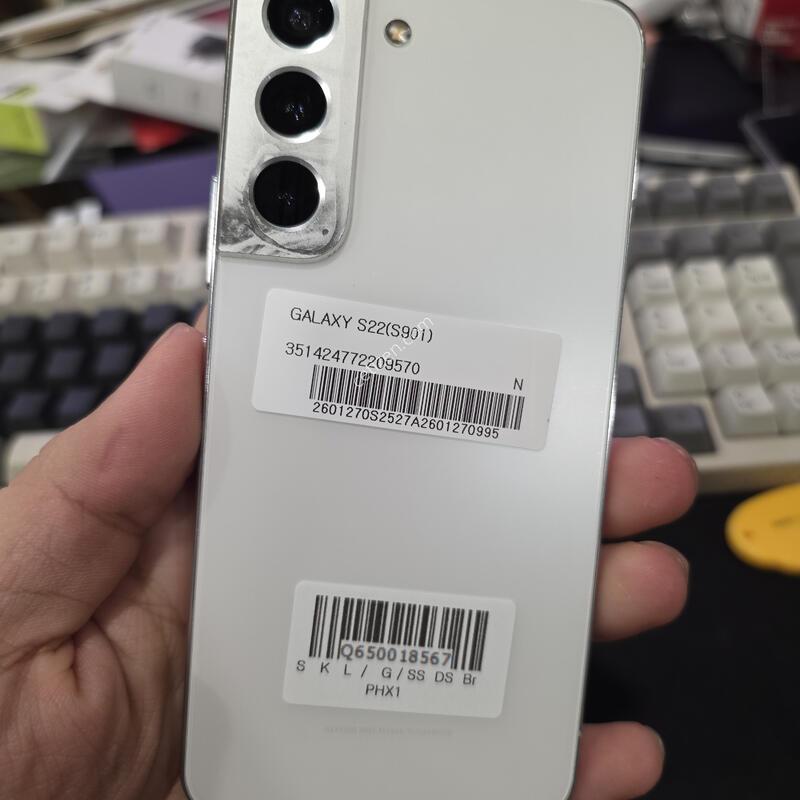 GALAXY S22(S901)
351424772209570
N
2601270S2527A2601270995
Q650018567
S K L / G/SS DS Br
PHX1